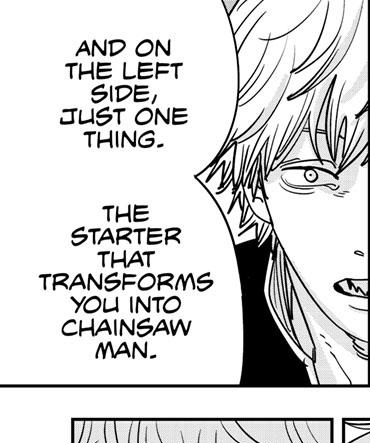 AND ON
THE LEFT
SIDE,
JUST ONE
THING.
THE
STARTER
THAT
TRANSFORMS
YOU INTO
CHAINSAW
MAN.